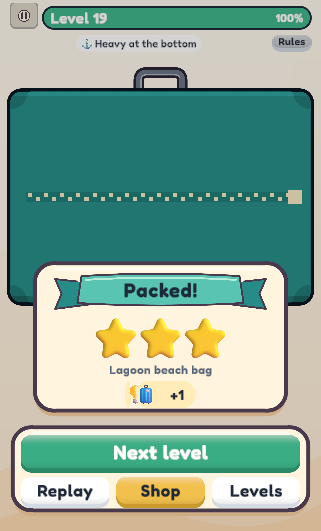 Level 19
100%
⚓ Heavy at the bottom
Rules
Packed!
Lagoon beach bag
+1
Next level
Replay
Shop
Levels